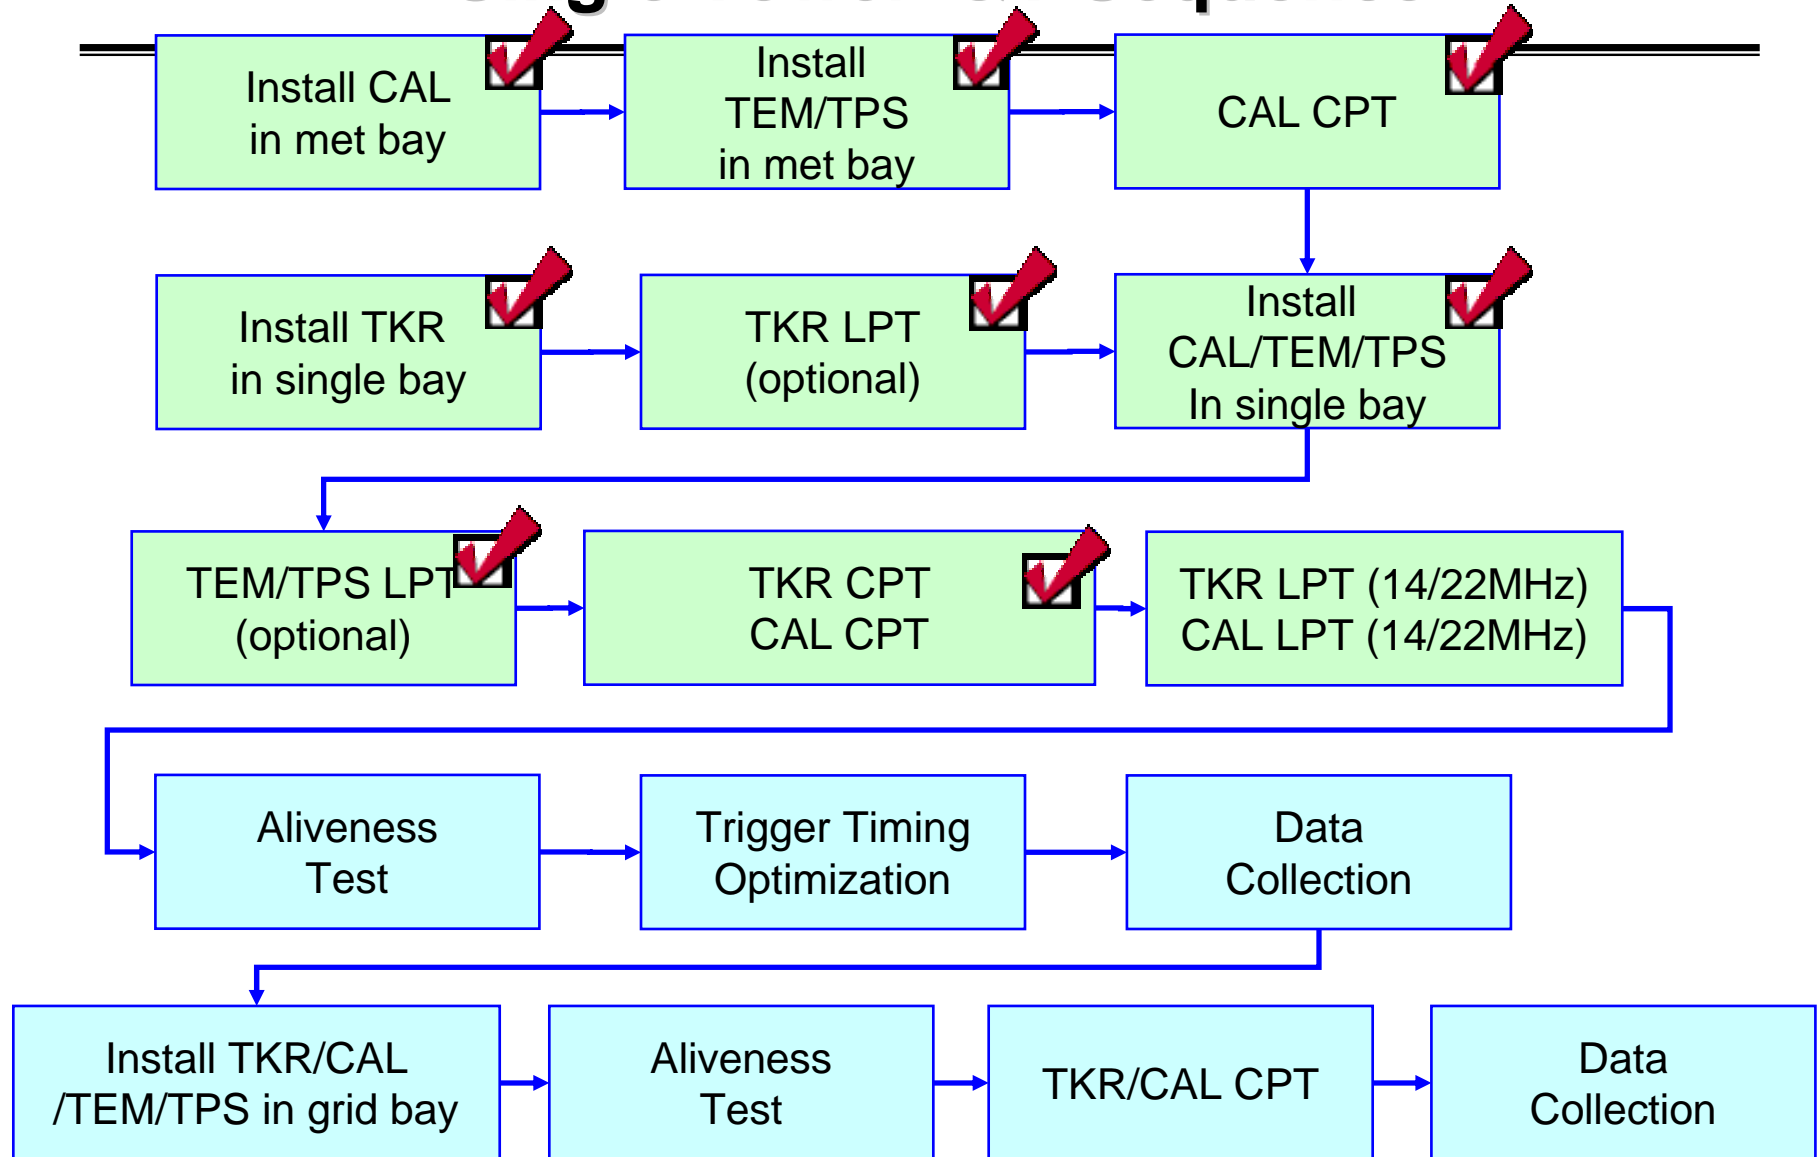 Install CAL
in met bay
Install
TEM/TPS
in met bay
CAL CPT
Install TKR
in single bay
TKR LPT
(optional)
Install
CAL/TEM/TPS
In single bay
TEM/TPS LPT
(optional)
TKR CPT
CAL CPT
TKR LPT (14/22MHz)
CAL LPT (14/22MHz)
Aliveness
Test
Trigger Timing
Optimization
Data
Collection
Install TKR/CAL
/TEM/TPS in grid bay
Aliveness
Test
TKR/CAL CPT
Data
Collection